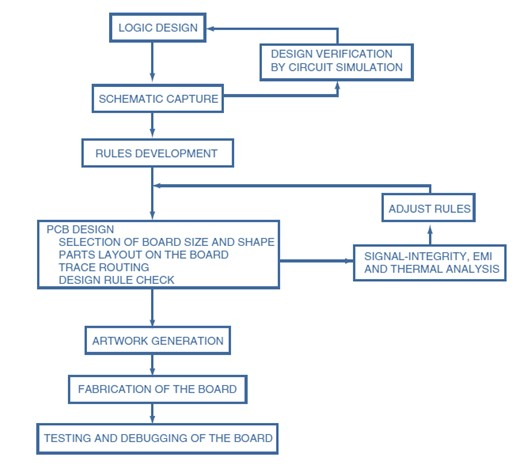 LOGIC DESIGN
DESIGN VERIFICATION
BY CIRCUIT SIMULATION
SCHEMATIC CAPTURE
RULES DEVELOPMENT
ADJUST RULES
PCB DESIGN
SELECTION OF BOARD SIZE AND SHAPE
PARTS LAYOUT ON THE BOARD
TRACE ROUTING
DESIGN RULE CHECK
SIGNAL-INTEGRITY, EMI
AND THERMAL ANALYSIS
ARTWORK GENERATION
FABRICATION OF THE BOARD
TESTING AND DEBUGGING OF THE BOARD